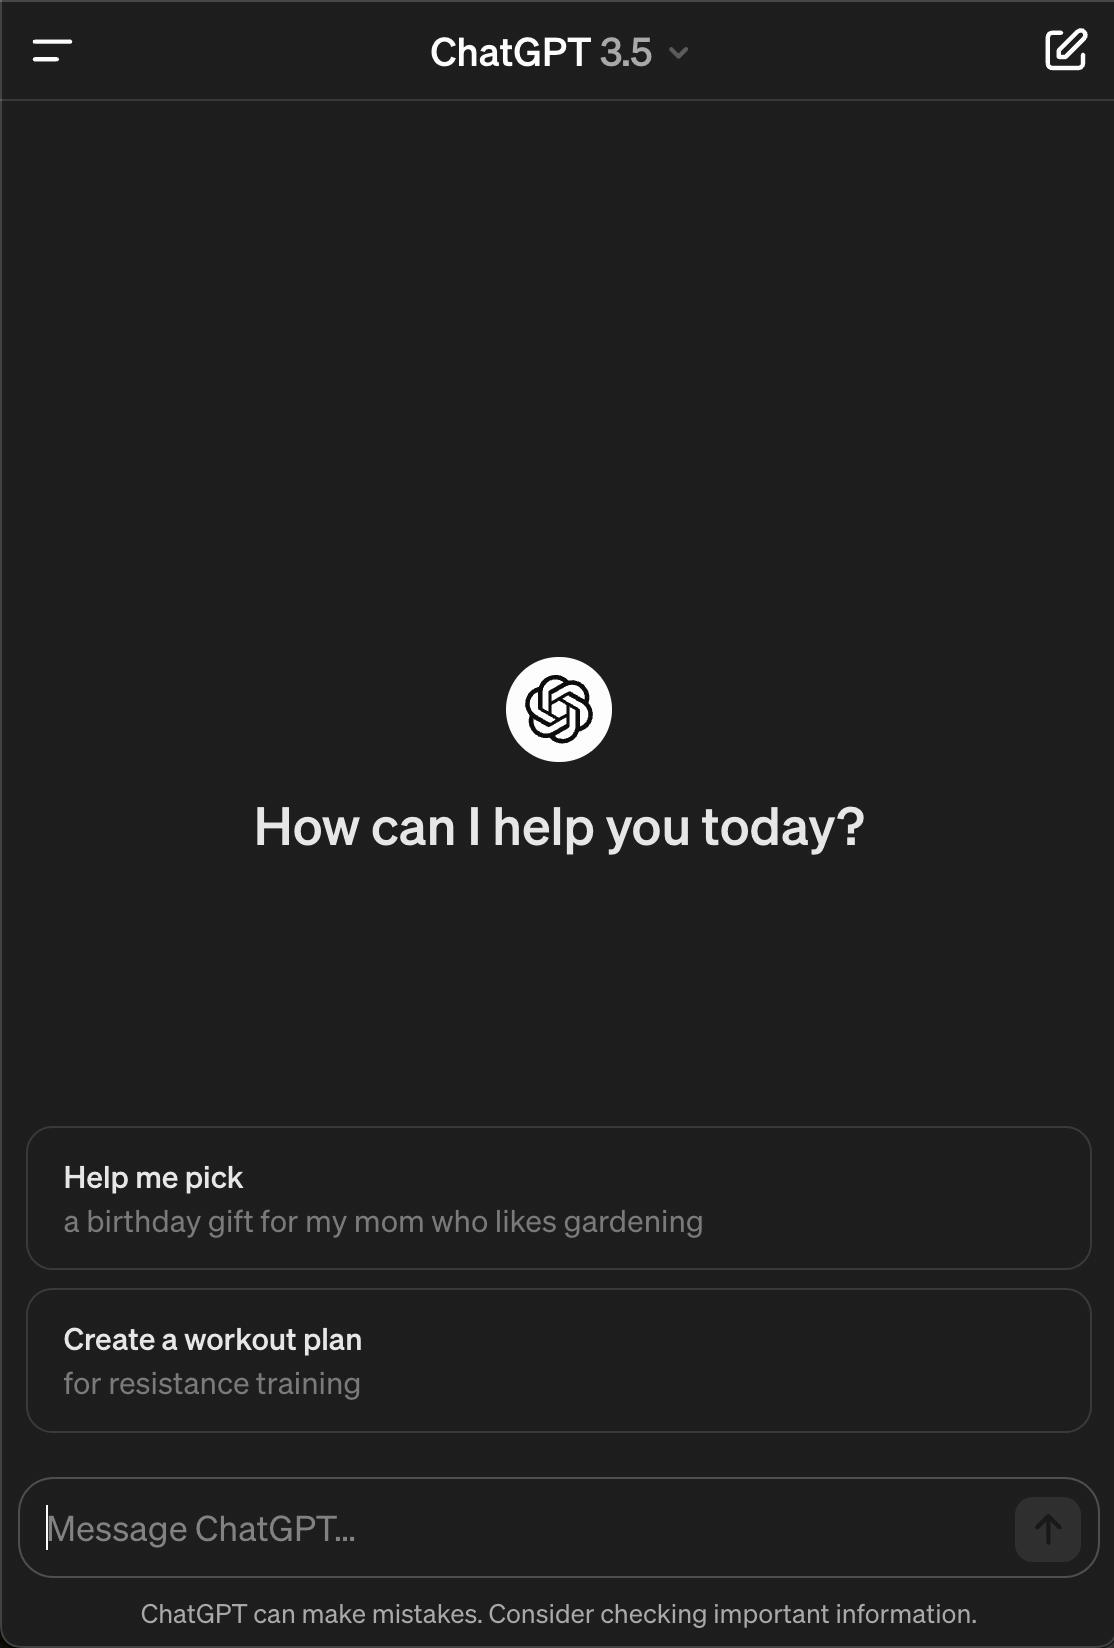 ChatGPT 3.5
How can I help you today?
Help me pick
a birthday gift for my mom who likes gardening
Create a workout plan
for resistance training
Message ChatGPT...
ChatGPT can make mistakes. Consider checking important information.